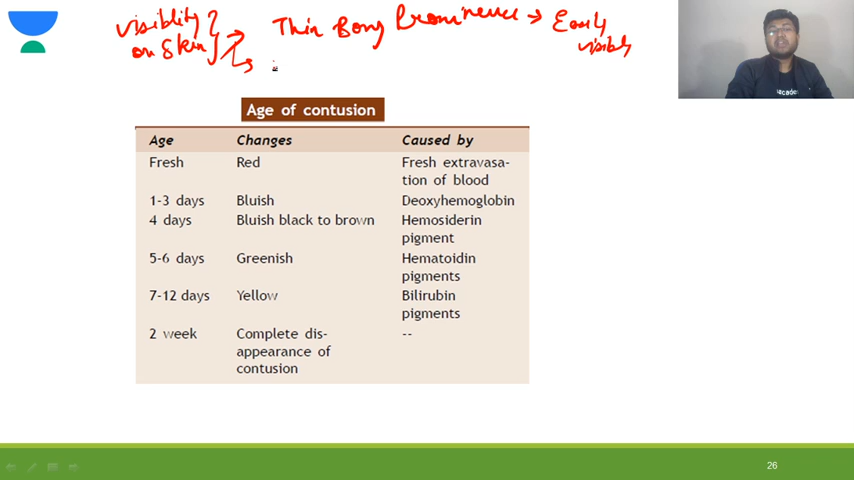 visiblity
on Skin
Thin Bony Prominence → Easily
visible
Age of contusion
Age Changes Caused by
Fresh Red Fresh extravasa-
tion of blood
1-3 days Bluish Deoxyhemoglobin
4 days Bluish black to brown Hemosiderin
pigment
5-6 days Greenish Hematoidin
pigments
7-12 days Yellow Bilirubin
pigments
2 week Complete dis- --
appearance of
contusion
26